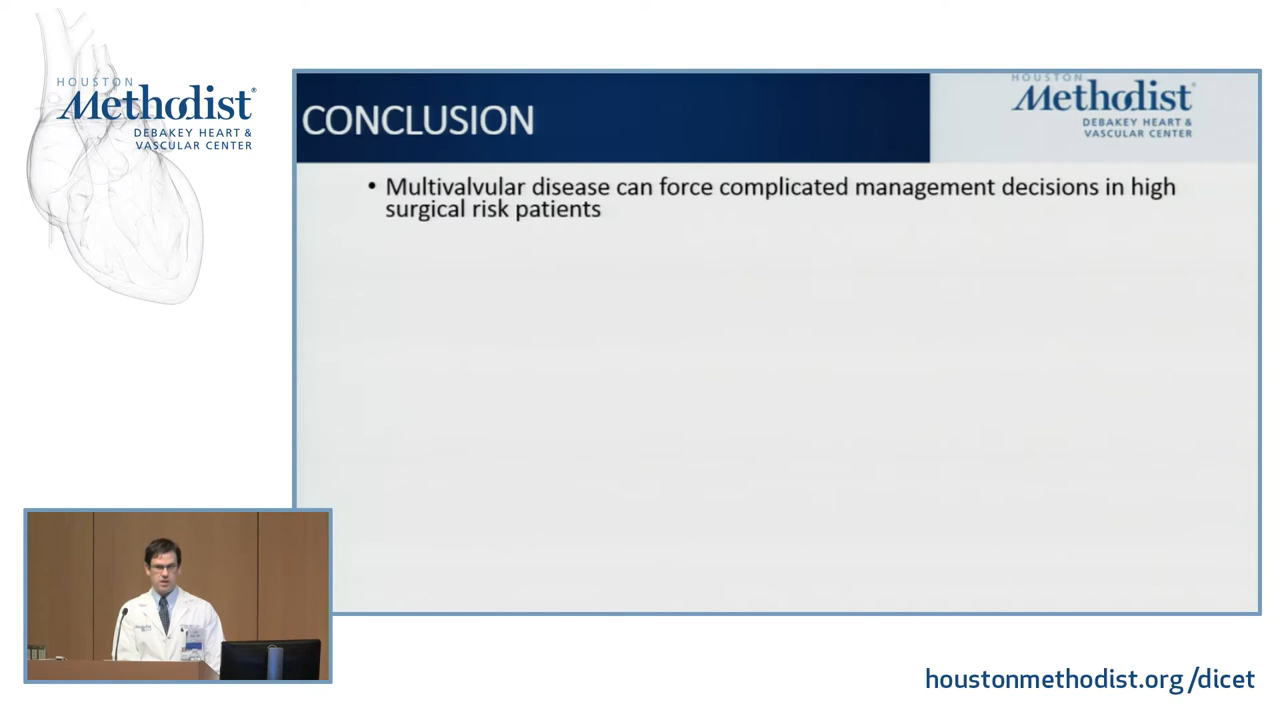 HOUSTON
Methodist®
DEBAKEY HEART &
VASCULAR CENTER
CONCLUSION
HOUSTON
Methodist
DEBAKEY HEART &
VASCULAR CENTER
• Multivalvular disease can force complicated management decisions in high
surgical risk patients
houstonmethodist.org/dicet